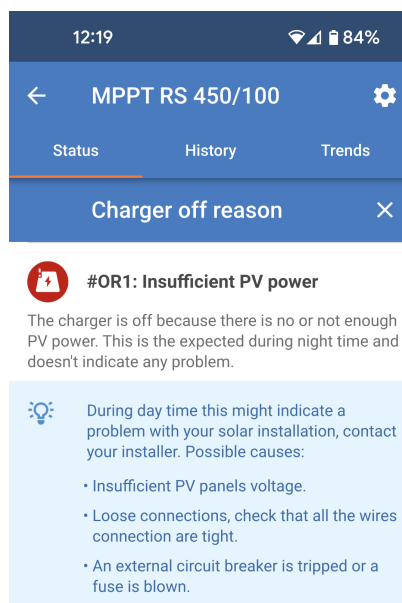 12:19
84%
MPPT RS 450/100
Status
History
Trends
Charger off reason
#OR1: Insufficient PV power
The charger is off because there is no or not enough
PV power. This is the expected during night time and
doesn't indicate any problem.
During day time this might indicate a
problem with your solar installation, contact
your installer. Possible causes:
• Insufficient PV panels voltage.
• Loose connections, check that all the wires
connection are tight.
• An external circuit breaker is tripped or a
fuse is blown.